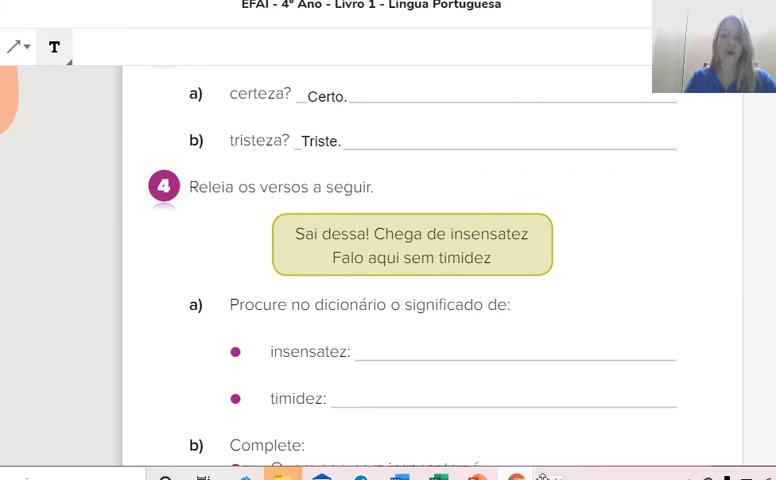 EFAI - 4º Ano - Livro 1 - Língua Portuguesa
T
a) certeza? Certo.
b) tristeza? Triste.
4 Releia os versos a seguir.
Sai dessa! Chega de insensatez
Falo aqui sem timidez
a) Procure no dicionário o significado de:
insensatez:
timidez:
b) Complete: